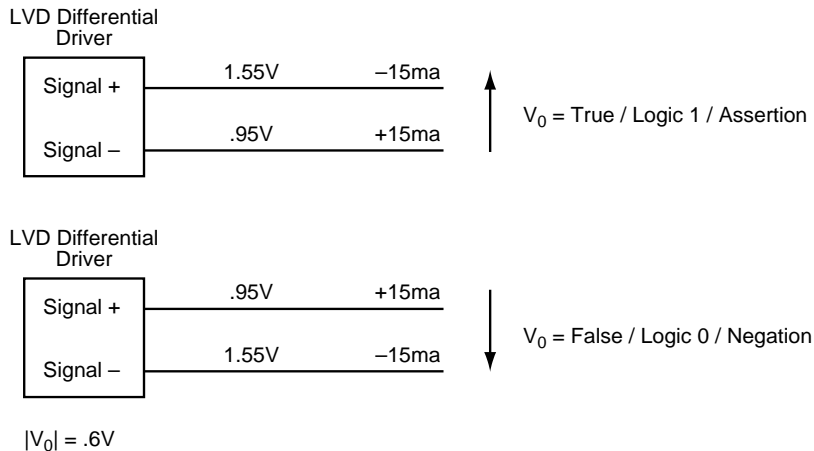 LVD Differential
Driver
Signal + 1.55V –15ma
V0 = True / Logic 1 / Assertion
Signal – .95V +15ma
LVD Differential
Driver
Signal + .95V +15ma
V0 = False / Logic 0 / Negation
Signal – 1.55V –15ma
|V0| = .6V